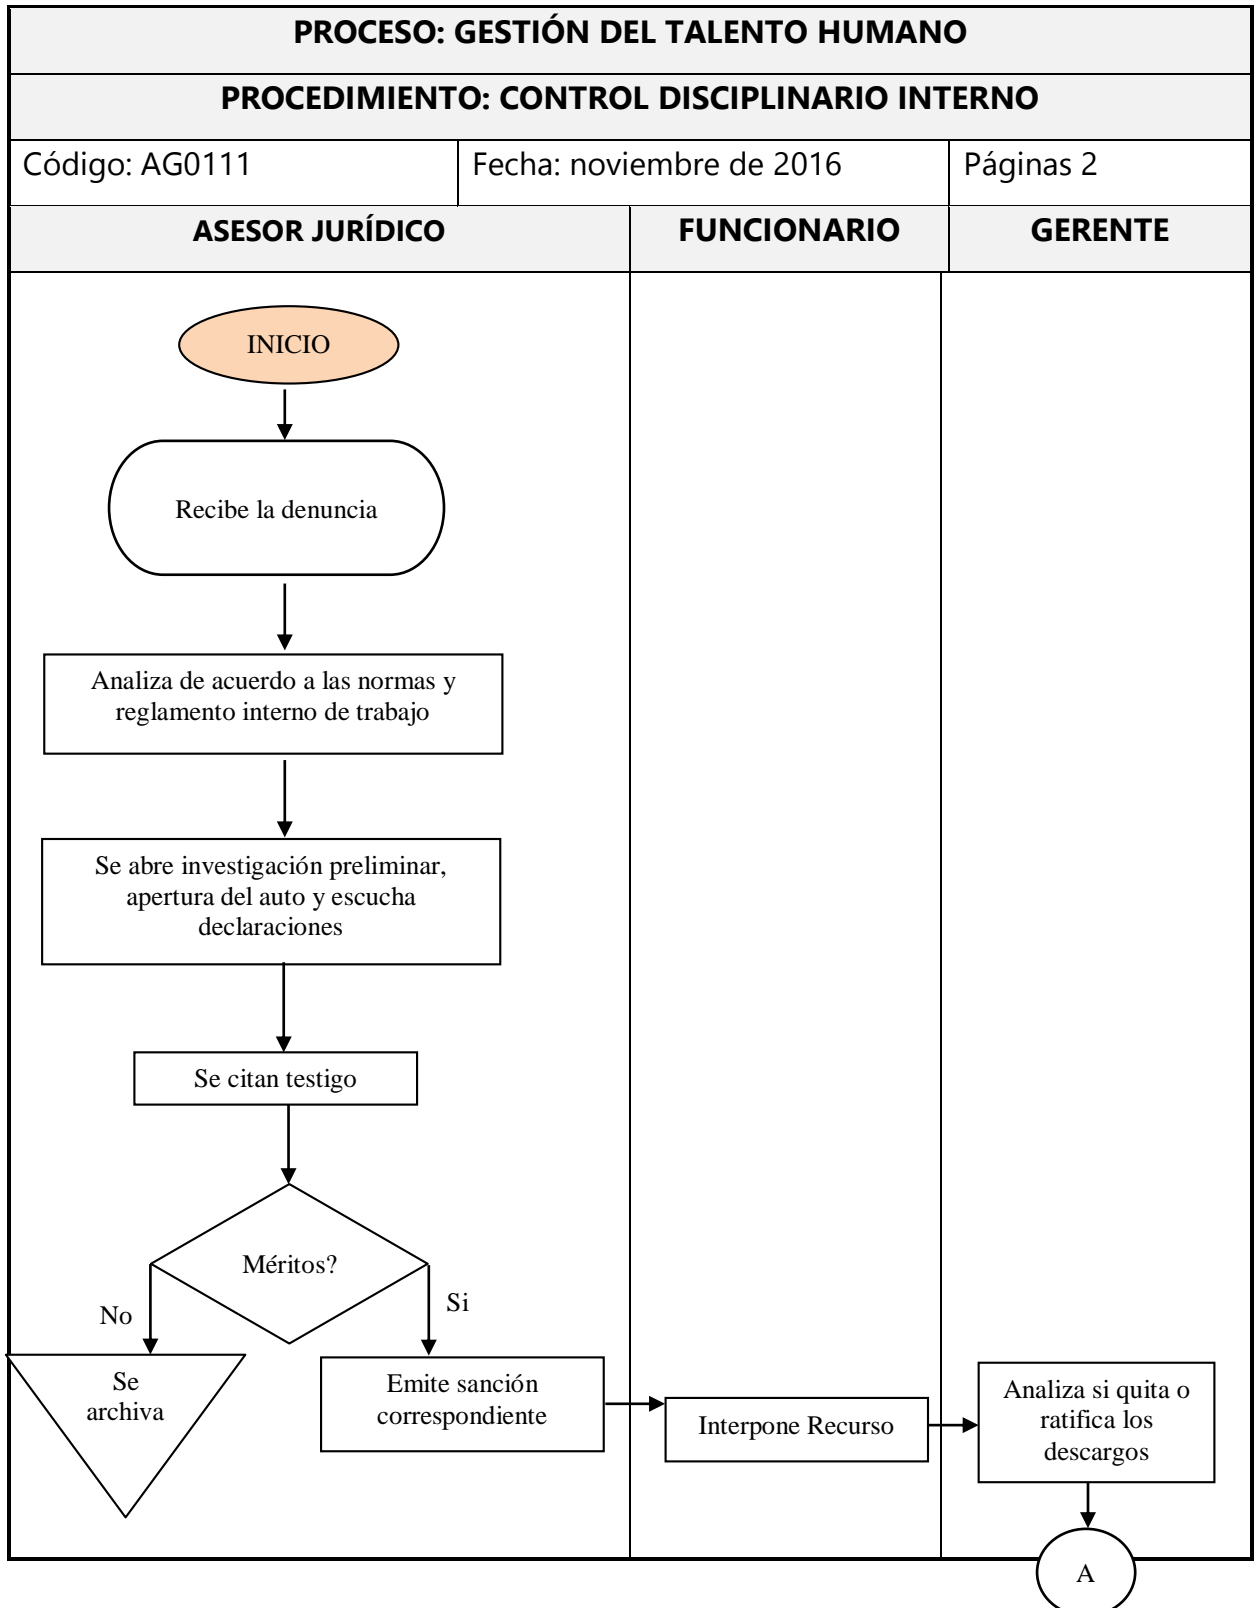 PROCESO: GESTIÓN DEL TALENTO HUMANO
PROCEDIMIENTO: CONTROL DISCIPLINARIO INTERNO
Código: AG0111
Fecha: noviembre de 2016
Páginas 2
ASESOR JURÍDICO
FUNCIONARIO
GERENTE
INICIO
Recibe la denuncia
Analiza de acuerdo a las normas y
reglamento interno de trabajo
Se abre investigación preliminar,
apertura del auto y escucha
declaraciones
Se citan testigo
Méritos?
No
Si
Se
archiva
Emite sanción
correspondiente
Interpone Recurso
Analiza si quita o
ratifica los
descargos
A